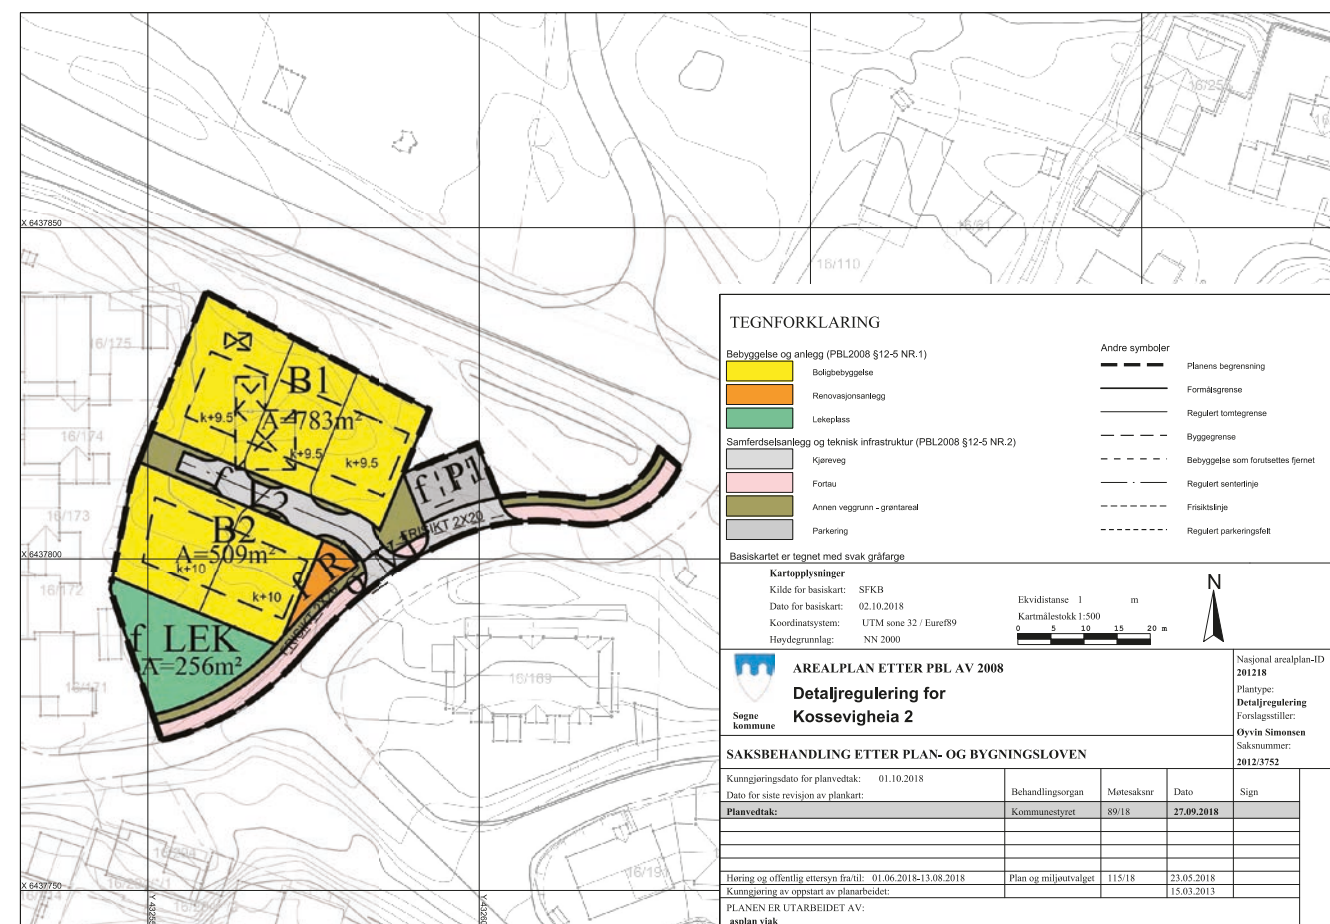 16/254
X 6437850
16/61
16/110
16/175
B1
k+9.5
A=783m²
k+9.5
k+9.5
16/174
f V2
f P1
FRISIKT 2X20
16/173
B2
A=509m²
X 6437800
k+10
k+10
16/172
f R
FRISIKT 2X20
f LEK
A=256m²
16/171
16/169
X 6437750
16/19
TEGNFORKLARING
Bebyggelse og anlegg (PBL2008 §12-5 NR.1)
Boligbebyggelse
Renovasjonsanlegg
Lekeplass
Samferdselsanlegg og teknisk infrastruktur (PBL2008 §12-5 NR.2)
Kjøreveg
Fortau
Annen veggrunn - grøntareal
Parkering
Basiskartet er tegnet med svak gråfarge
Andre symboler
Planens begrensning
Formålsgrense
Regulert tomtegrense
Byggegrense
Bebyggelse som forutsettes fjernet
Regulert senterlinje
Frisiktslinje
Regulert parkeringsfelt
Kartopplysninger
Kilde for basiskart: SFKB
Dato for basiskart: 02.10.2018
Koordinatsystem: UTM sone 32 / Euref89
Høydegrunnlag: NN 2000
Ekvidistanse 1 m
Kartmålestokk 1:500
0 5 10 15 20 m
N
Søgne
kommune
AREALPLAN ETTER PBL AV 2008
Detaljregulering for
Kossevigheia 2
Nasjonal arealplan-ID
201218
Plantype:
Detaljregulering
Forslagsstiller:
Øyvin Simonsen
Saksnummer:
2012/3752
SAKSBEHANDLING ETTER PLAN- OG BYGNINGSLOVEN
Kunngjøringsdato for planvedtak: 01.10.2018
Dato for siste revisjon av plankart:
Behandlingsorgan Møtesaksnr Dato Sign
Planvedtak: Kommunestyret 89/18 27.09.2018
Høring og offentlig ettersyn fra/til: 01.06.2018-13.08.2018 Plan og miljøutvalget 115/18 23.05.2018
Kunngjøring av oppstart av planarbeidet: 15.03.2013
PLANEN ER UTARBEIDET AV:
asplan viak